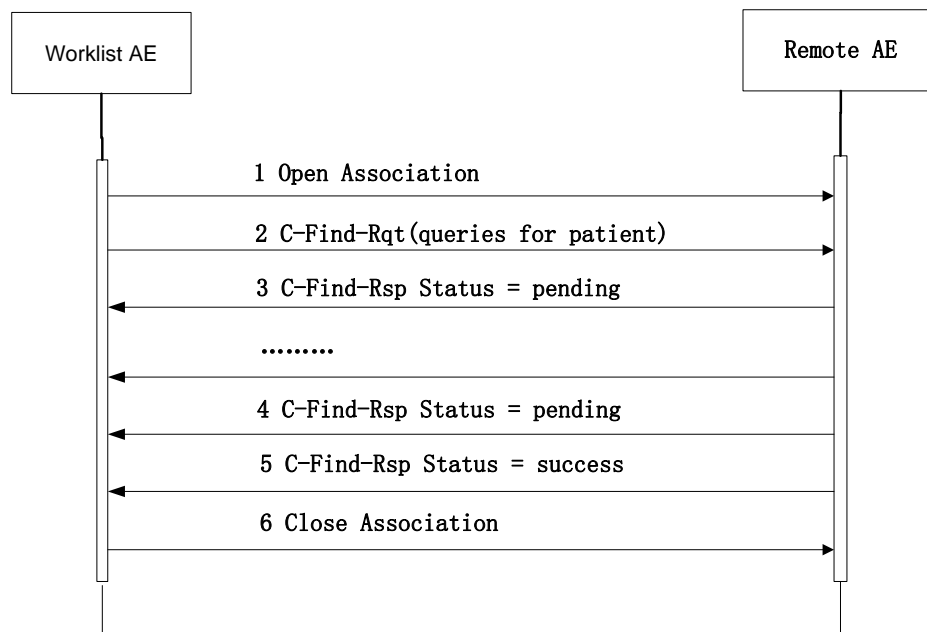 Worklist AE
Remote AE
1 Open Association
2 C-Find-Rqt(queries for patient)
3 C-Find-Rsp Status = pending
………
4 C-Find-Rsp Status = pending
5 C-Find-Rsp Status = success
6 Close Association